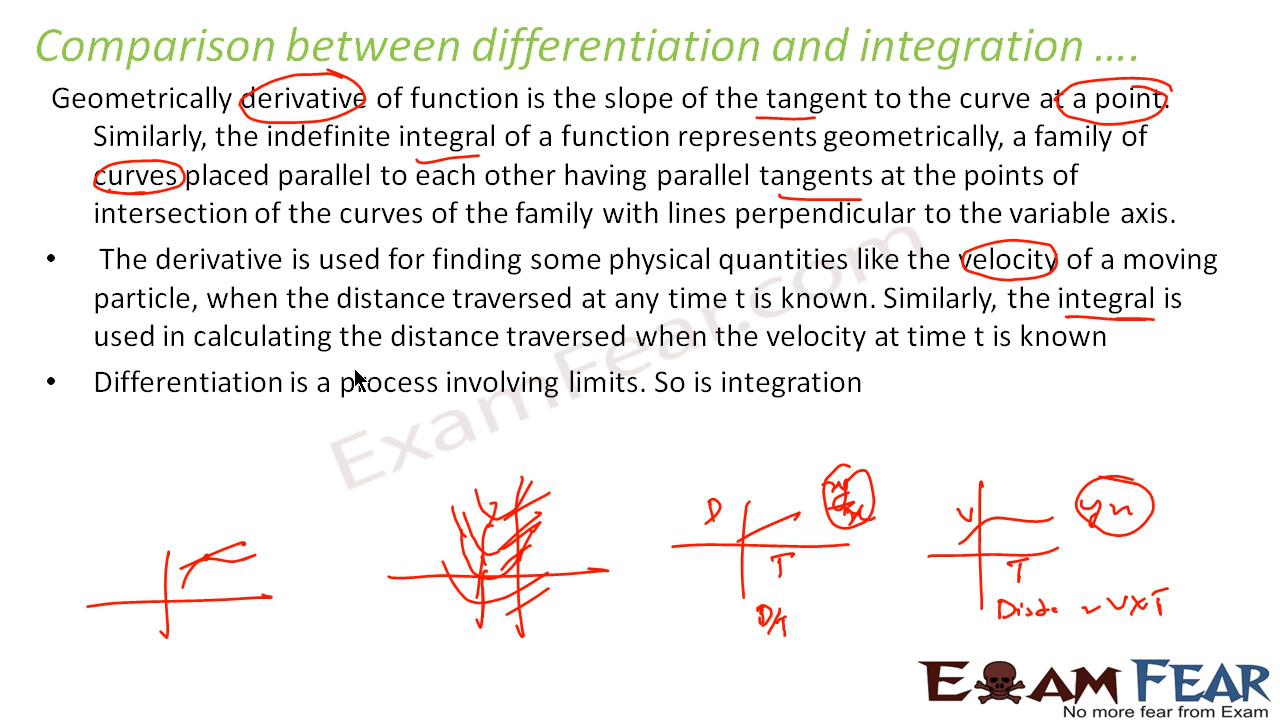 Comparison between differentiation and integration ....
Geometrically derivative of function is the slope of the tangent to the curve at a point.
Similarly, the indefinite integral of a function represents geometrically, a family of
curves placed parallel to each other having parallel tangents at the points of
intersection of the curves of the family with lines perpendicular to the variable axis.
• The derivative is used for finding some physical quantities like the velocity of a moving
particle, when the distance traversed at any time t is known. Similarly, the integral is
used in calculating the distance traversed when the velocity at time t is known
• Differentiation is a process involving limits. So is integration
ExamFear.com
D
T
D/T
V
T
yx
V x T
EXAM FEAR
No more fear from Exam